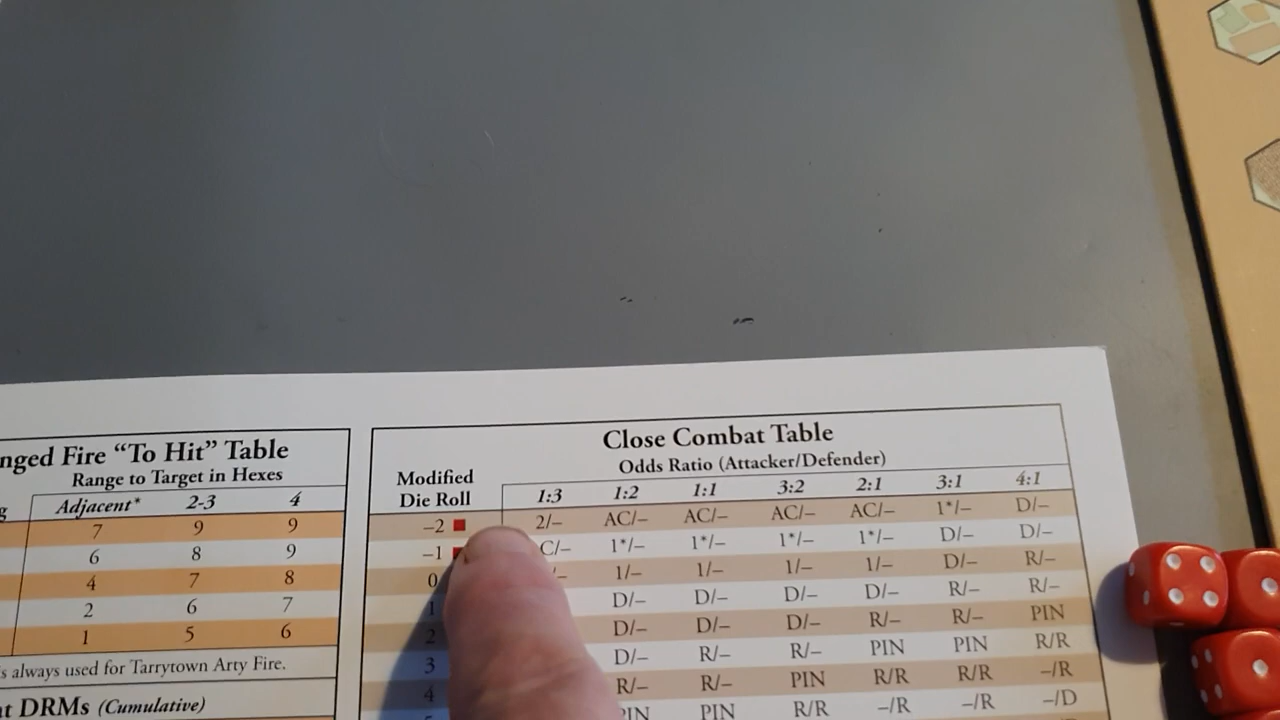 nged Fire “To Hit” Table
Range to Target in Hexes
g Adjacent* 2-3 4
7 9 9
6 8 9
4 7 8
2 6 7
1 5 6
s always used for Tarrytown Arty Fire.
at DRMs (Cumulative)
Close Combat Table
Odds Ratio (Attacker/Defender)
Modified
Die Roll
1:3 1:2 1:1 3:2 2:1 3:1 4:1
–2 2/– AC/– AC/– AC/– AC/– 1*/– D/–
–1 C/– 1*/– 1*/– 1*/– 1*/– D/– D/–
0 /– 1/– 1/– 1/– 1/– D/– R/–
1 D/– D/– D/– D/– R/– R/–
2 D/– D/– D/– R/– R/– PIN
3 D/– R/– R/– PIN PIN R/R
4 R/– R/– PIN R/R R/R –/R
PIN PIN R/R –/R –/R –/D